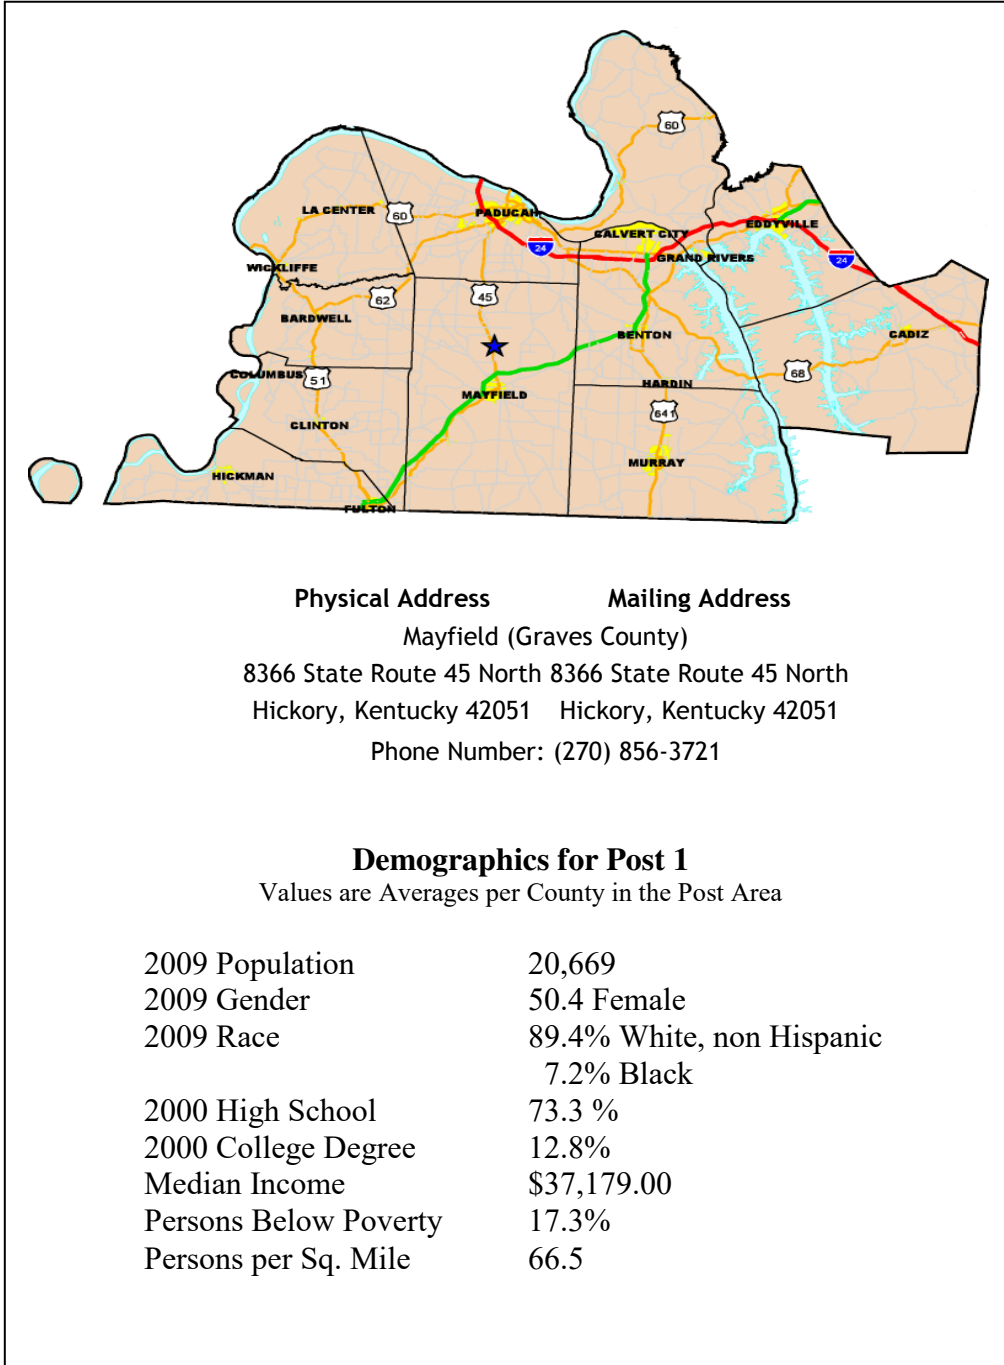 60
LA CENTER
60
PADUCAH
CALVERT CITY
EDDYVILLE
24
GRAND RIVERS
24
WICKLIFFE
62
45
BARDWELL
BENTON
CADIZ
COLUMBUS
51
68
MAYFIELD
HARDIN
641
CLINTON
MURRAY
HICKMAN
FULTON
Physical Address Mailing Address
Mayfield (Graves County)
8366 State Route 45 North 8366 State Route 45 North
Hickory, Kentucky 42051 Hickory, Kentucky 42051
Phone Number: (270) 856-3721
Demographics for Post 1
Values are Averages per County in the Post Area
2009 Population 20,669
2009 Gender 50.4 Female
2009 Race 89.4% White, non Hispanic
7.2% Black
2000 High School 73.3 %
2000 College Degree 12.8%
Median Income $37,179.00
Persons Below Poverty 17.3%
Persons per Sq. Mile 66.5